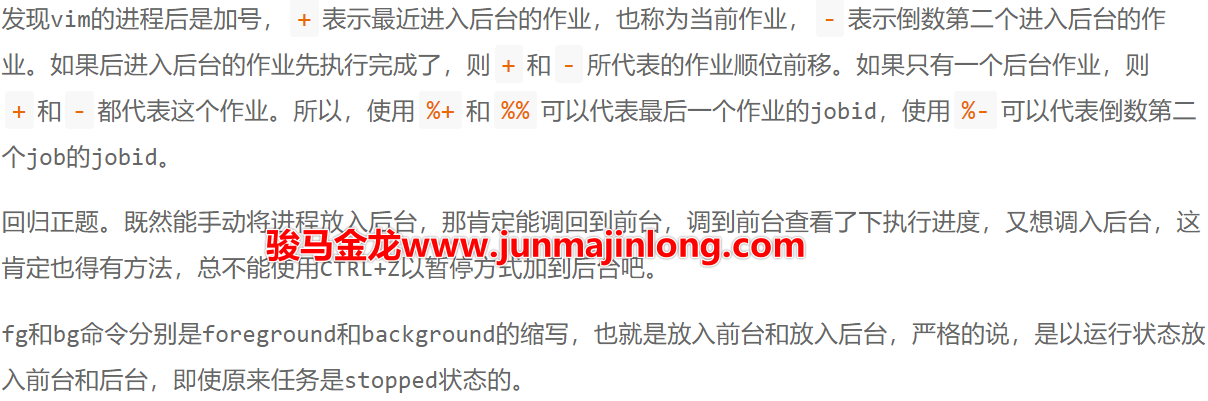 发现vim的进程后是加号，+表示最近进入后台的作业，也称为当前作业，-表示倒数第二个进入后台的作
业。如果后进入后台的作业先执行完成了，则+和-所代表的作业顺位前移。如果只有一个后台作业，则
+和-都代表这个作业。所以，使用%+和%%可以代表最后一个作业的jobid，使用%-可以代表倒数第二
个job的jobid。
回归正题。既然能手动将进程放入后台，那肯定能调回到前台，调到前台查看了下执行进度，又想调入后台，这
骏马金龙www.junmajinlong.com
肯定也得有方法，总不能使用CTRL+Z以暂停方式加到后台吧。
fg和bg命令分别是foreground和background的缩写，也就是放入前台和放入后台，严格的说，是以运行状态放
入前台和后台，即使原来任务是stopped状态的。